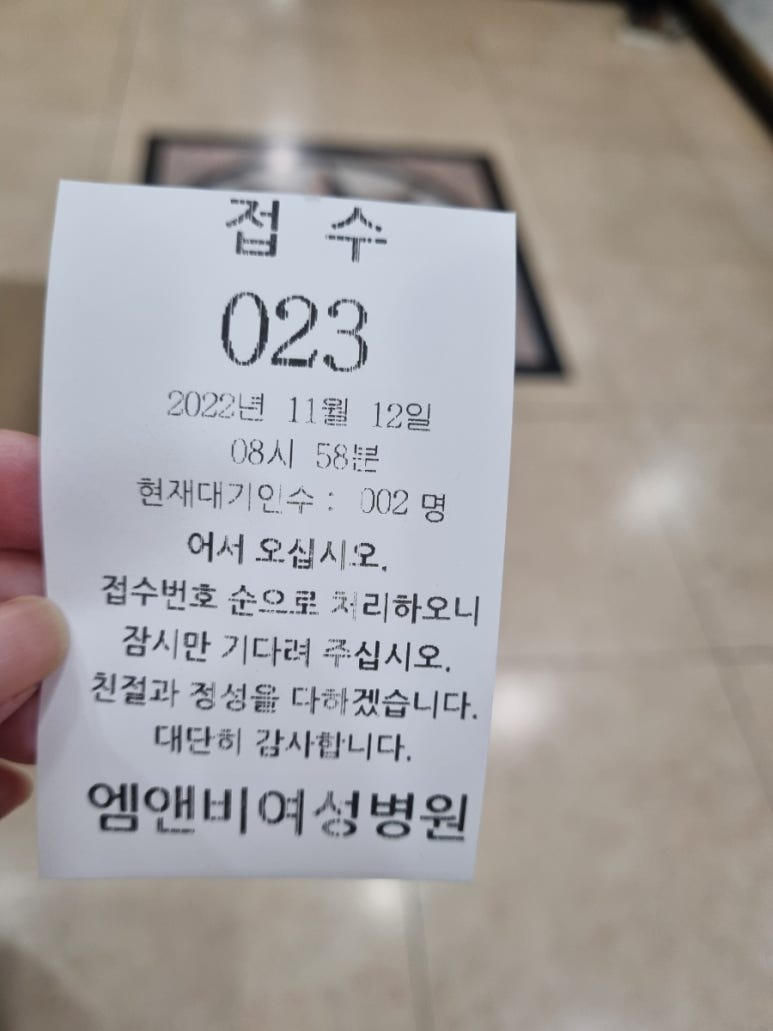 접 수
023
2022년 11월 12일
08시 58분
현재대기인수 : 002 명
어서 오십시오.
접수번호 순으로 처리하오니
잠시만 기다려 주십시오.
친절과 정성을 다하겠습니다.
대단히 감사합니다.
엠앤비여성병원